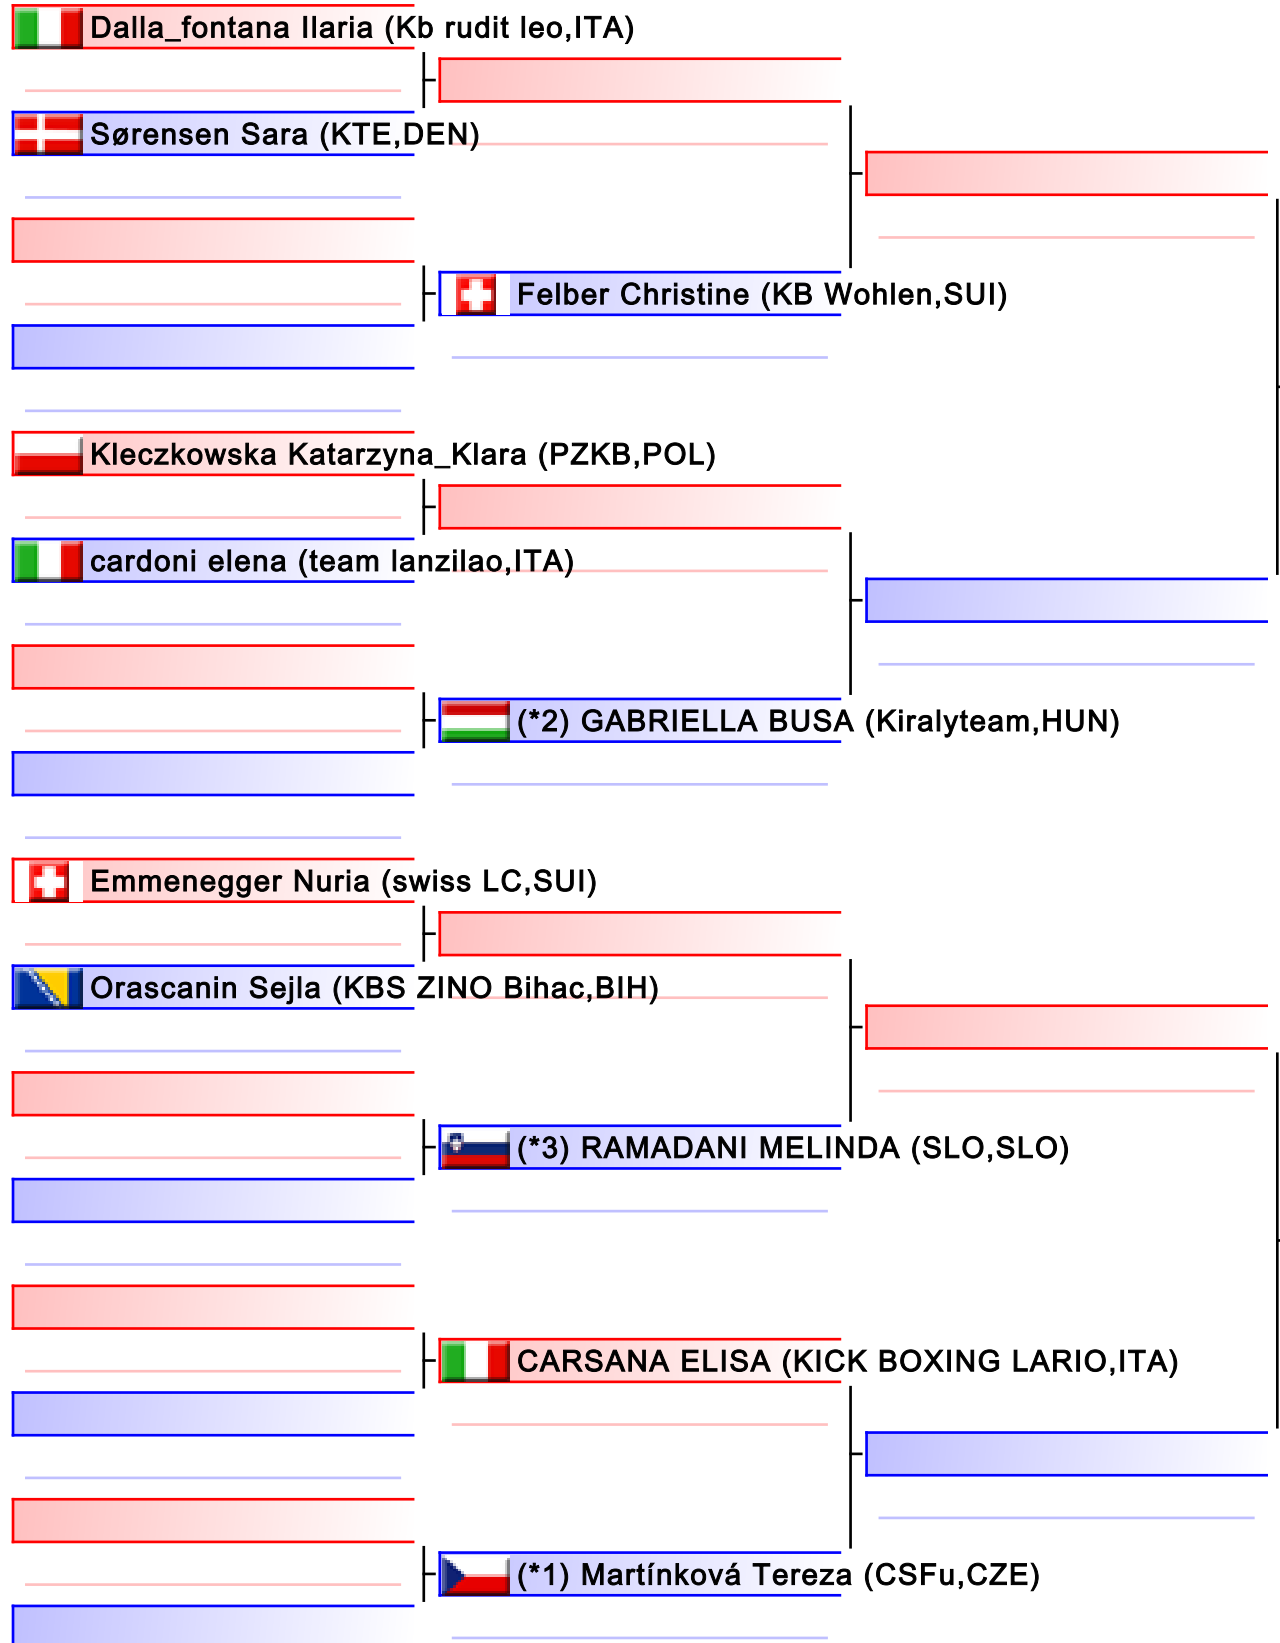 Dalla_fontana Ilaria (Kb rudit leo,ITA)
Sørensen Sara (KTE,DEN)
Felber Christine (KB Wohlen,SUI)
Kleczkowska Katarzyna_Klara (PZKB,POL)
cardoni elena (team lanzilao,ITA)
(*2) GABRIELLA BUSA (Kiralyteam,HUN)
Emmenegger Nuria (swiss LC,SUI)
Orascanin Sejla (KBS ZINO Bihac,BIH)
(*3) RAMADANI MELINDA (SLO,SLO)
CARSANA ELISA (KICK BOXING LARIO,ITA)
(*1) Martínková Tereza (CSFu,CZE)